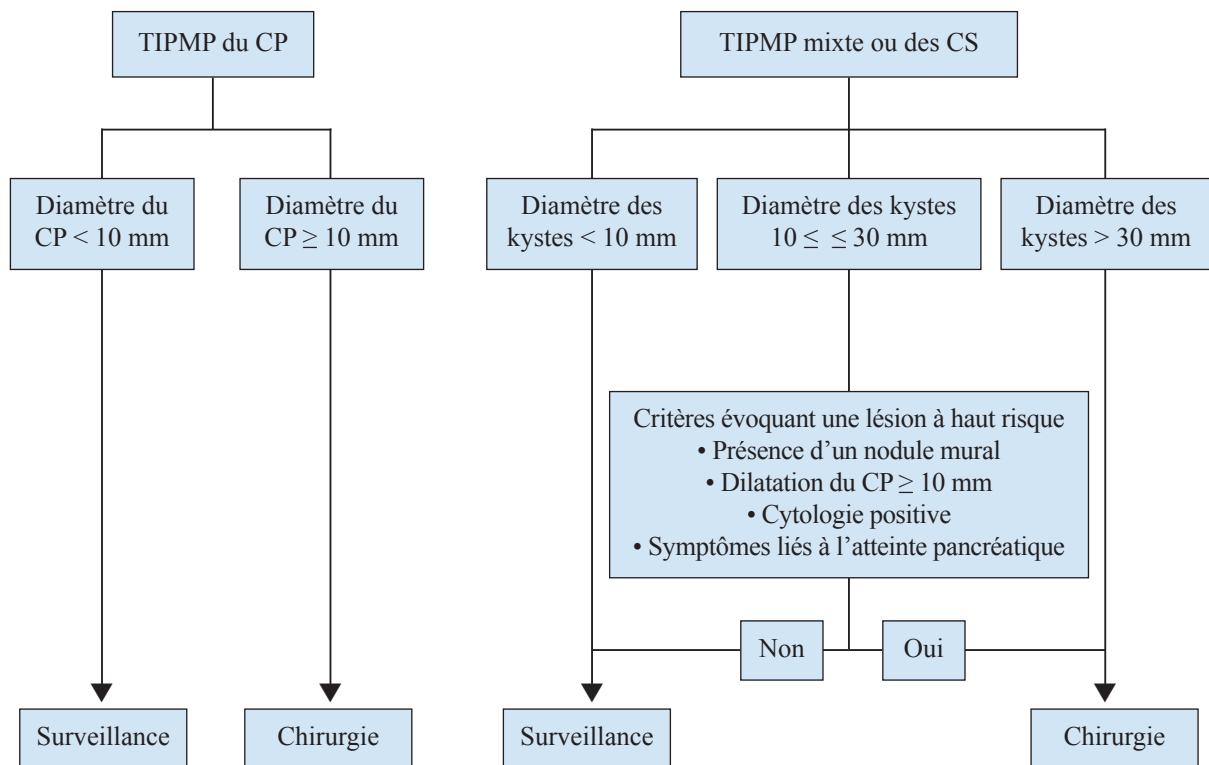 TIPMP du CP
TIPMP mixte ou des CS
Diamètre du
CP < 10 mm
Diamètre du
CP ≥ 10 mm
Diamètre des
kystes < 10 mm
Diamètre des kystes
10 ≤ ≤ 30 mm
Diamètre des
kystes > 30 mm
Critères évoquant une lésion à haut risque
• Présence d’un nodule mural
• Dilatation du CP ≥ 10 mm
• Cytologie positive
• Symptômes liés à l’atteinte pancréatique
Non
Oui
Surveillance
Chirurgie
Surveillance
Chirurgie